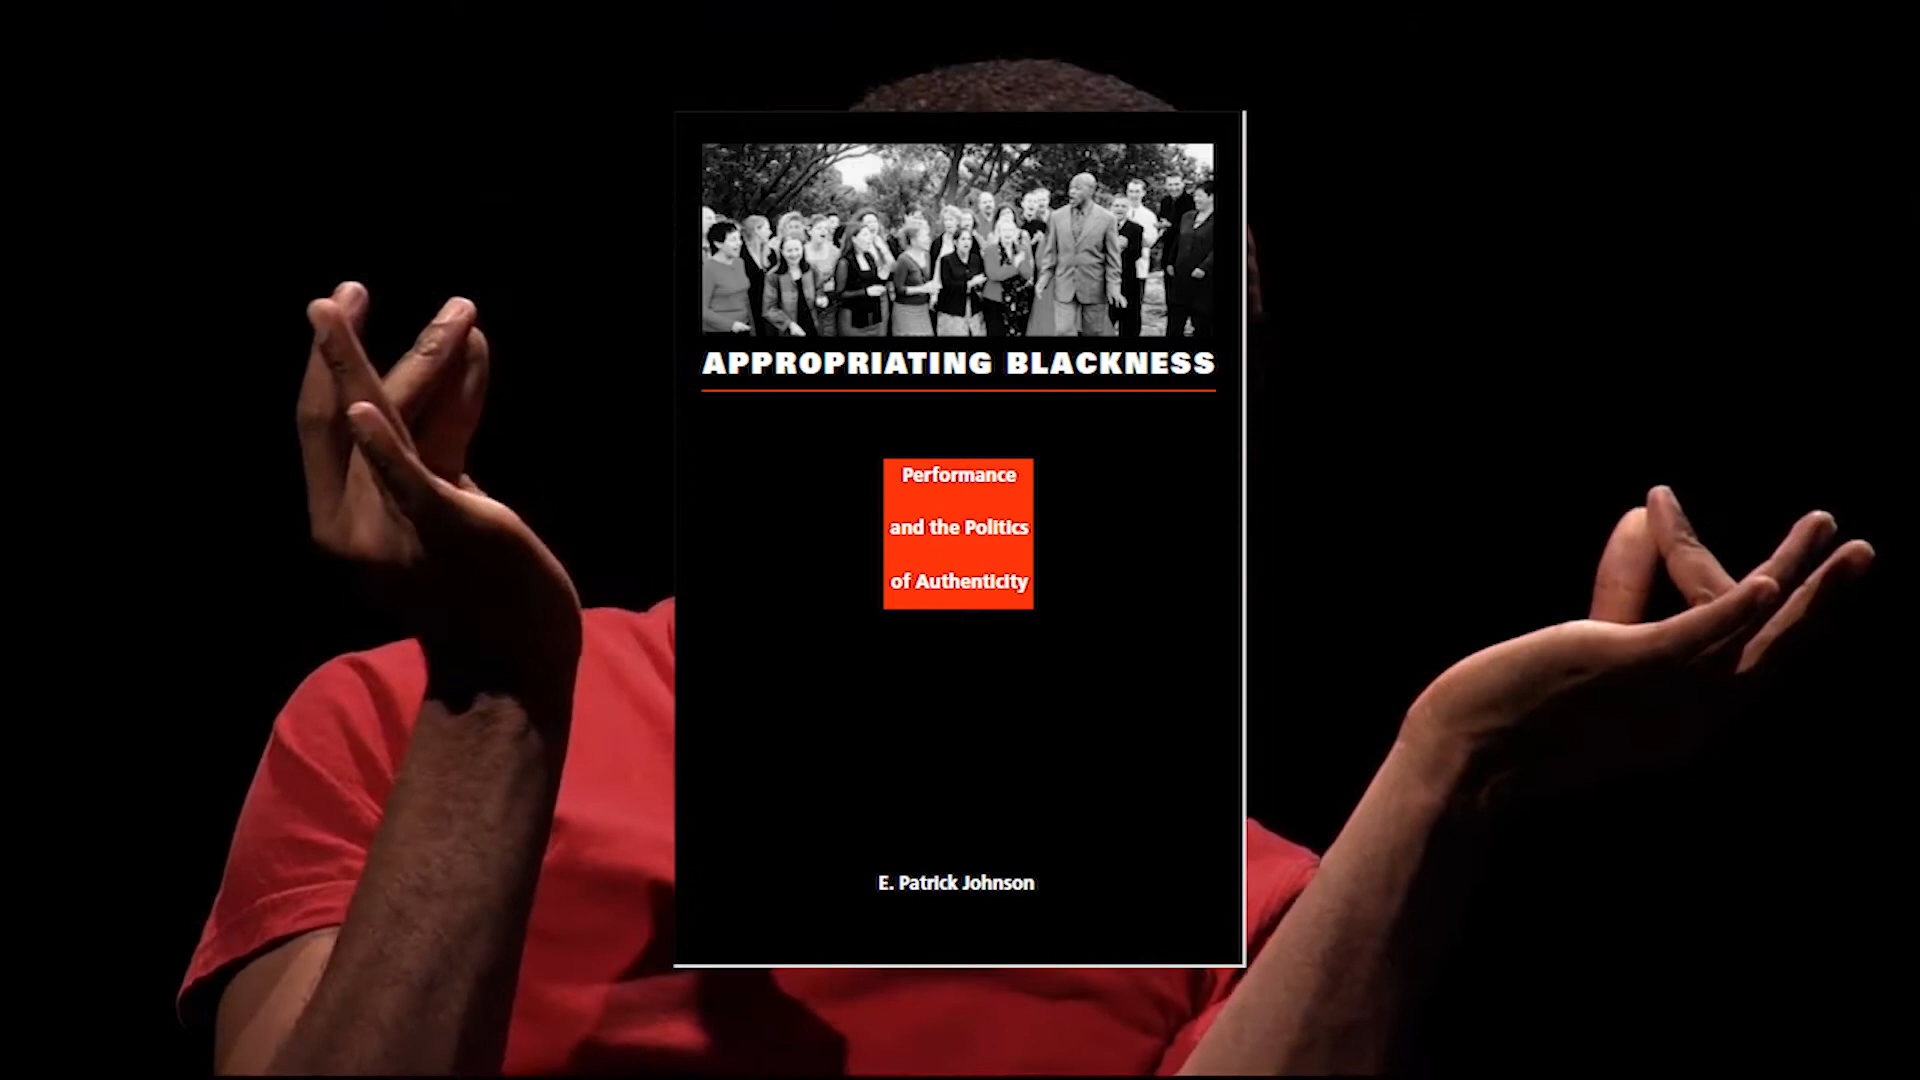 APPROPRIATING BLACKNESS
Performance
and the Politics
of Authenticity
E. Patrick Johnson